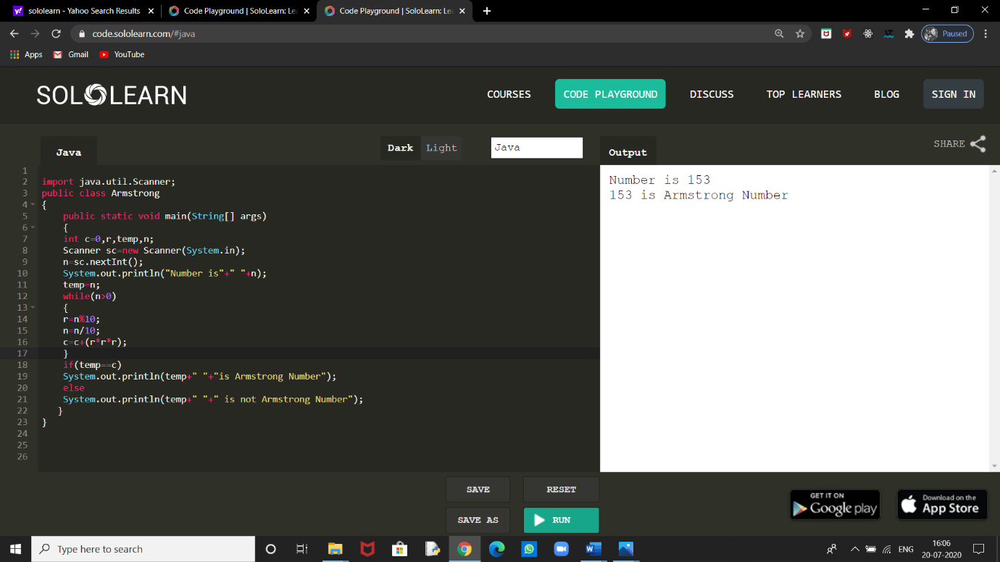 sololearn - Yahoo Search Results
Code Playground | SoloLearn: Le
Code Playground | SoloLearn: Le
code.sololearn.com/#java
Paused
Apps
Gmail
YouTube
SOLOLEARN
COURSES
CODE PLAYGROUND
DISCUSS
TOP LEARNERS
BLOG
SIGN IN
Java
Dark
Light
Java
Output
SHARE
1
2 import java.util.Scanner;
3 public class Armstrong
4 {
5 public static void main(String[] args)
6 {
7 int c=0,r,temp,n;
8 Scanner sc=new Scanner(System.in);
9 n=sc.nextInt();
10 System.out.println("Number is"+" "+n);
11 temp=n;
12 while(n>0)
13 {
14 r=n%10;
15 n=n/10;
16 c=c+(r*r*r);
17 }
18 if(temp==c)
19 System.out.println(temp+" "+"is Armstrong Number");
20 else
21 System.out.println(temp+" "+" is not Armstrong Number");
22 }
23 }
24
25
26
Number is 153
153 is Armstrong Number
SAVE
RESET
SAVE AS
RUN
GET IT ON
Google play
Download on the
App Store
Type here to search
ENG
16:06
20-07-2020